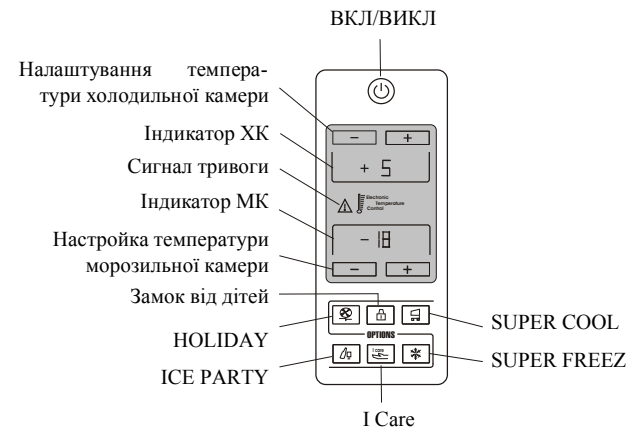 ВКЛ/ВИКЛ
Налаштування темпера-
тури холодильної камери
Індикатор ХК
Сигнал тривоги
Індикатор МК
Настройка температури
морозильної камери
Замок від дітей
HOLIDAY
ICE PARTY
− +
+ 5
Electronic
Temperature
Control
− 18
− +
OPTIONS
I care
SUPER COOL
SUPER FREEZ
I Care